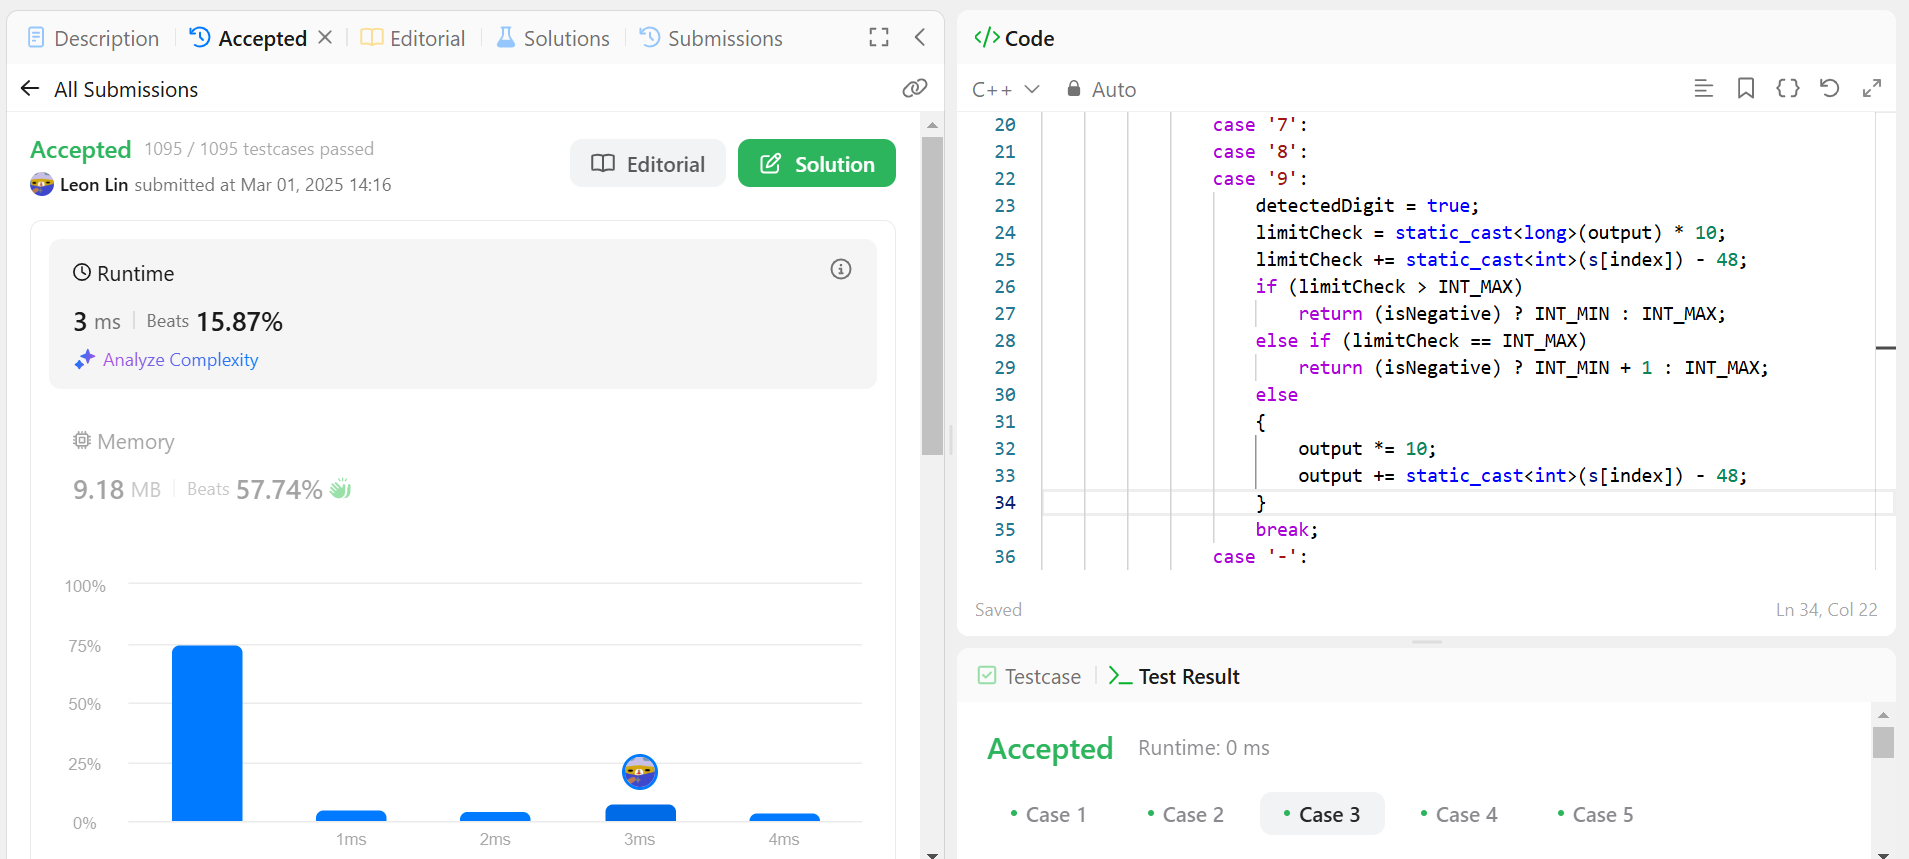 Description
Accepted
Editorial
Solutions
Submissions
All Submissions
Accepted 1095 / 1095 testcases passed
Leon Lin submitted at Mar 01, 2025 14:16
Editorial
Solution
Runtime
3 ms Beats 15.87%
Analyze Complexity
Memory
9.18 MB Beats 57.74%
100%
75%
50%
25%
0%
1ms 2ms 3ms 4ms
</> Code
C++ Auto
20 case '7':
21 case '8':
22 case '9':
23 detectedDigit = true;
24 limitCheck = static_cast<long>(output) * 10;
25 limitCheck += static_cast<int>(s[index]) - 48;
26 if (limitCheck > INT_MAX)
27 return (isNegative) ? INT_MIN : INT_MAX;
28 else if (limitCheck == INT_MAX)
29 return (isNegative) ? INT_MIN + 1 : INT_MAX;
30 else
31 {
32 output *= 10;
33 output += static_cast<int>(s[index]) - 48;
34 }
35 break;
36 case '-':
Saved
Ln 34, Col 22
Testcase
Test Result
Accepted Runtime: 0 ms
Case 1
Case 2
Case 3
Case 4
Case 5